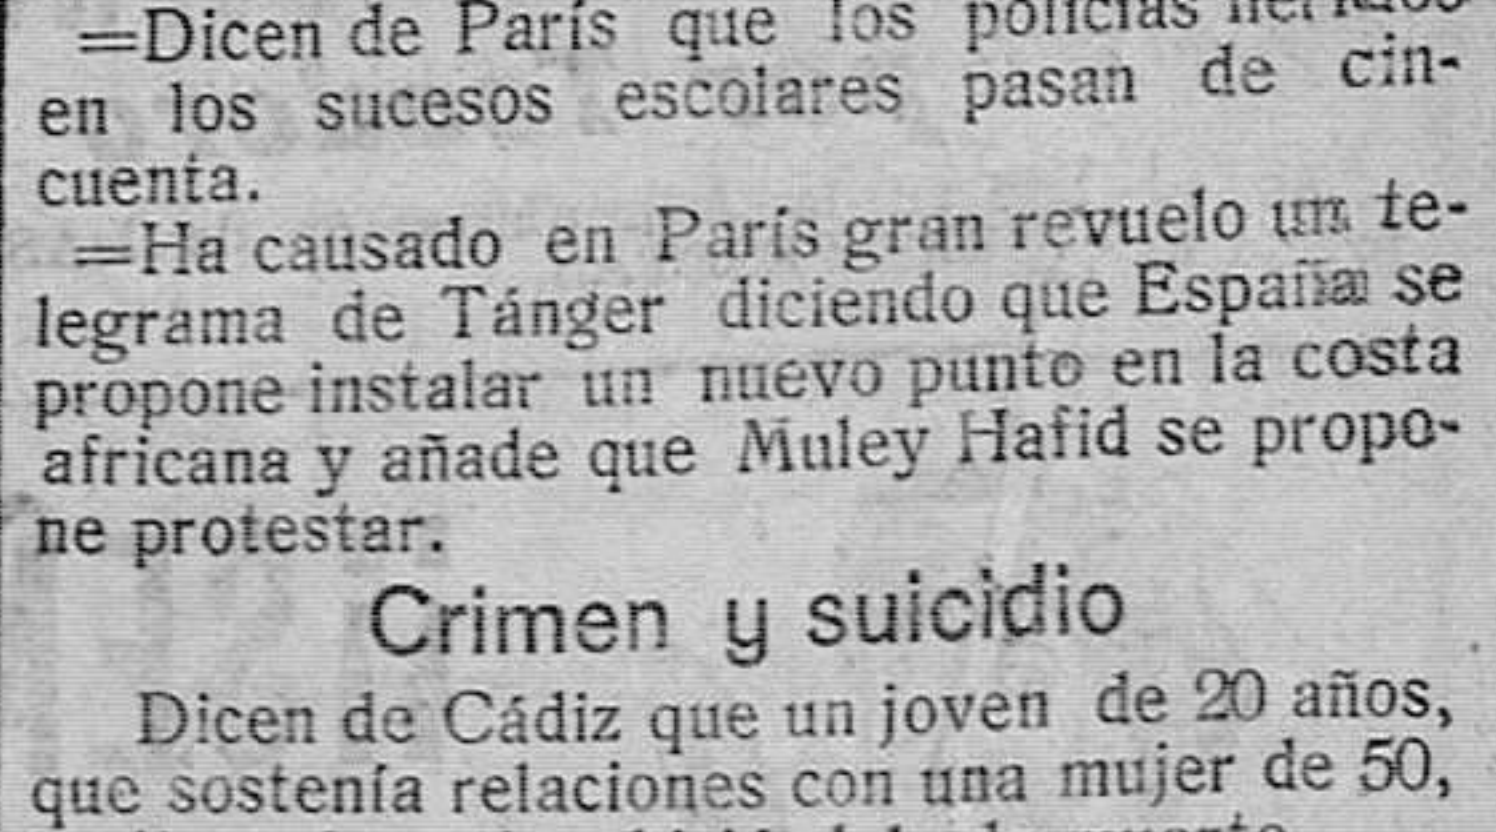 =Dicen de París que los policías heridos
en los sucesos escolares pasan de cin-
cuenta.
=Ha causado en París gran revuelo un te-
legrama de Tánger diciendo que España se
propone instalar un nuevo punto en la costa
africana y añade que Muley Hafid se propo-
ne protestar.
Crimen y suicidio
Dicen de Cádiz que un joven de 20 años,
que sostenía relaciones con una mujer de 50,